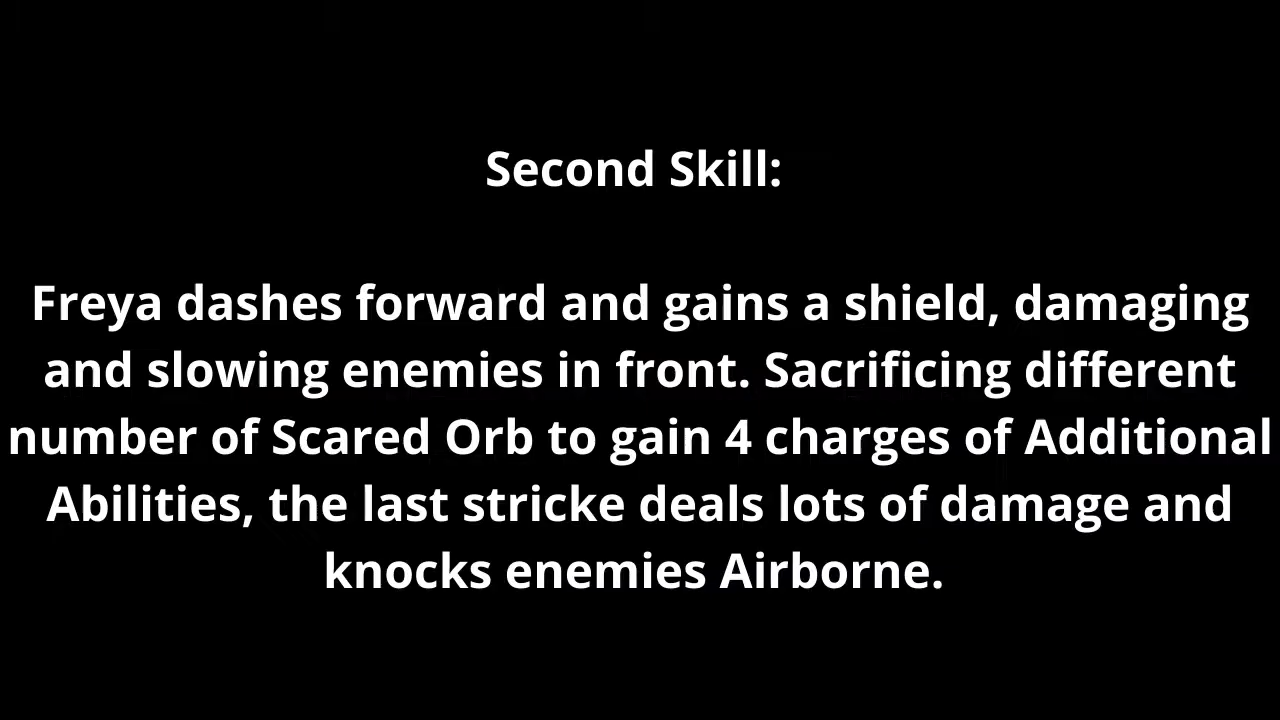 Second Skill:
Freya dashes forward and gains a shield, damaging
and slowing enemies in front. Sacrificing different
number of Scared Orb to gain 4 charges of Additional
Abilities, the last stricke deals lots of damage and
knocks enemies Airborne.